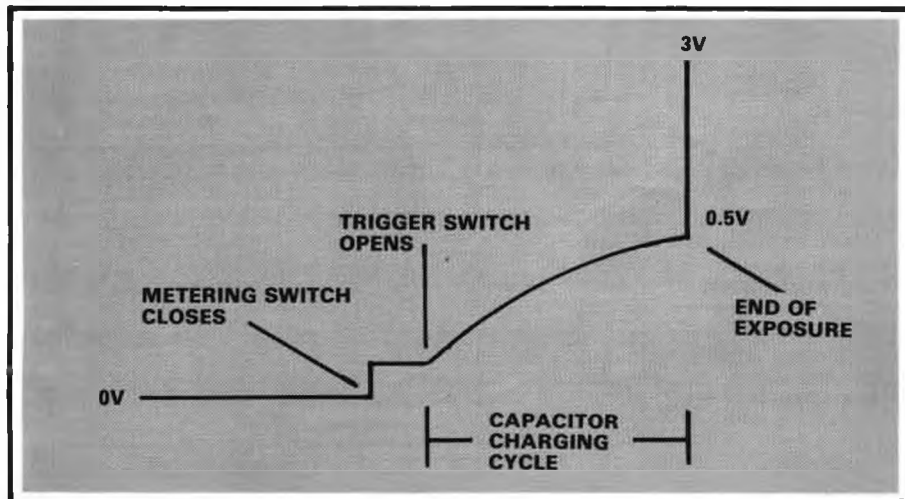 3V
0.5V
TRIGGER SWITCH
OPENS
METERING SWITCH
CLOSES
END OF
EXPOSURE
0V
CAPACITOR
CHARGING
CYCLE